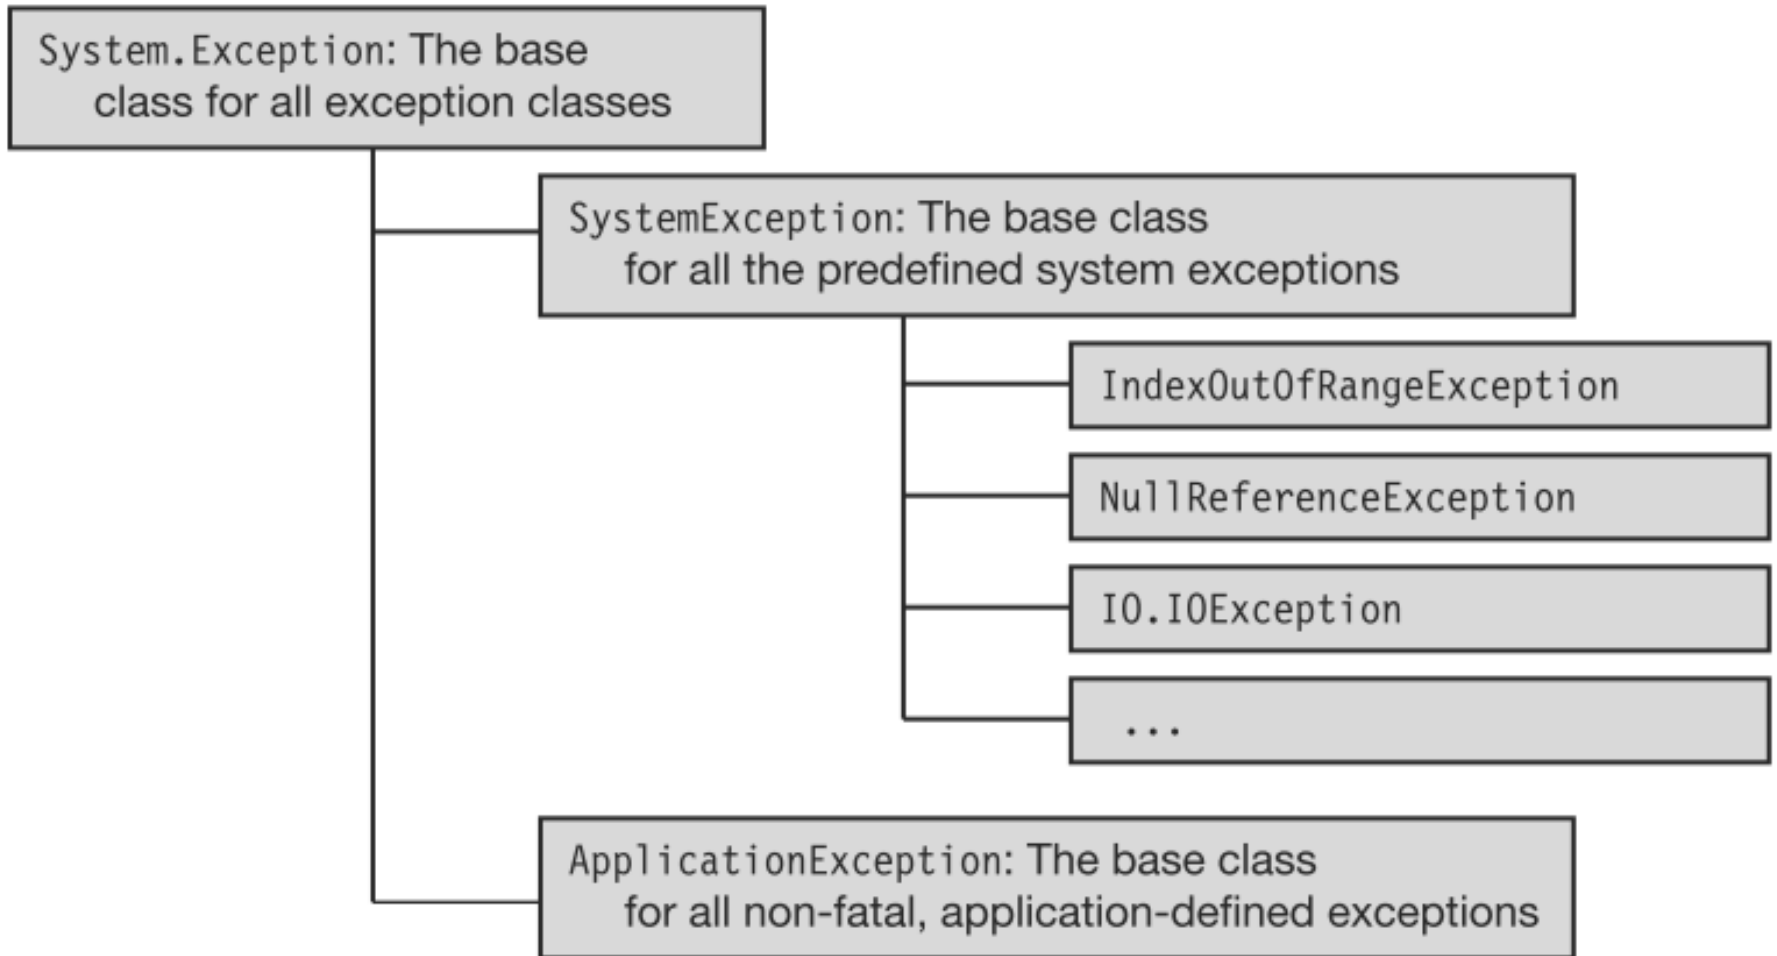 System.Exception: The base
class for all exception classes
SystemException: The base class
for all the predefined system exceptions
IndexOutOfRangeException
NullReferenceException
IO.IOException
...
ApplicationException: The base class
for all non-fatal, application-defined exceptions